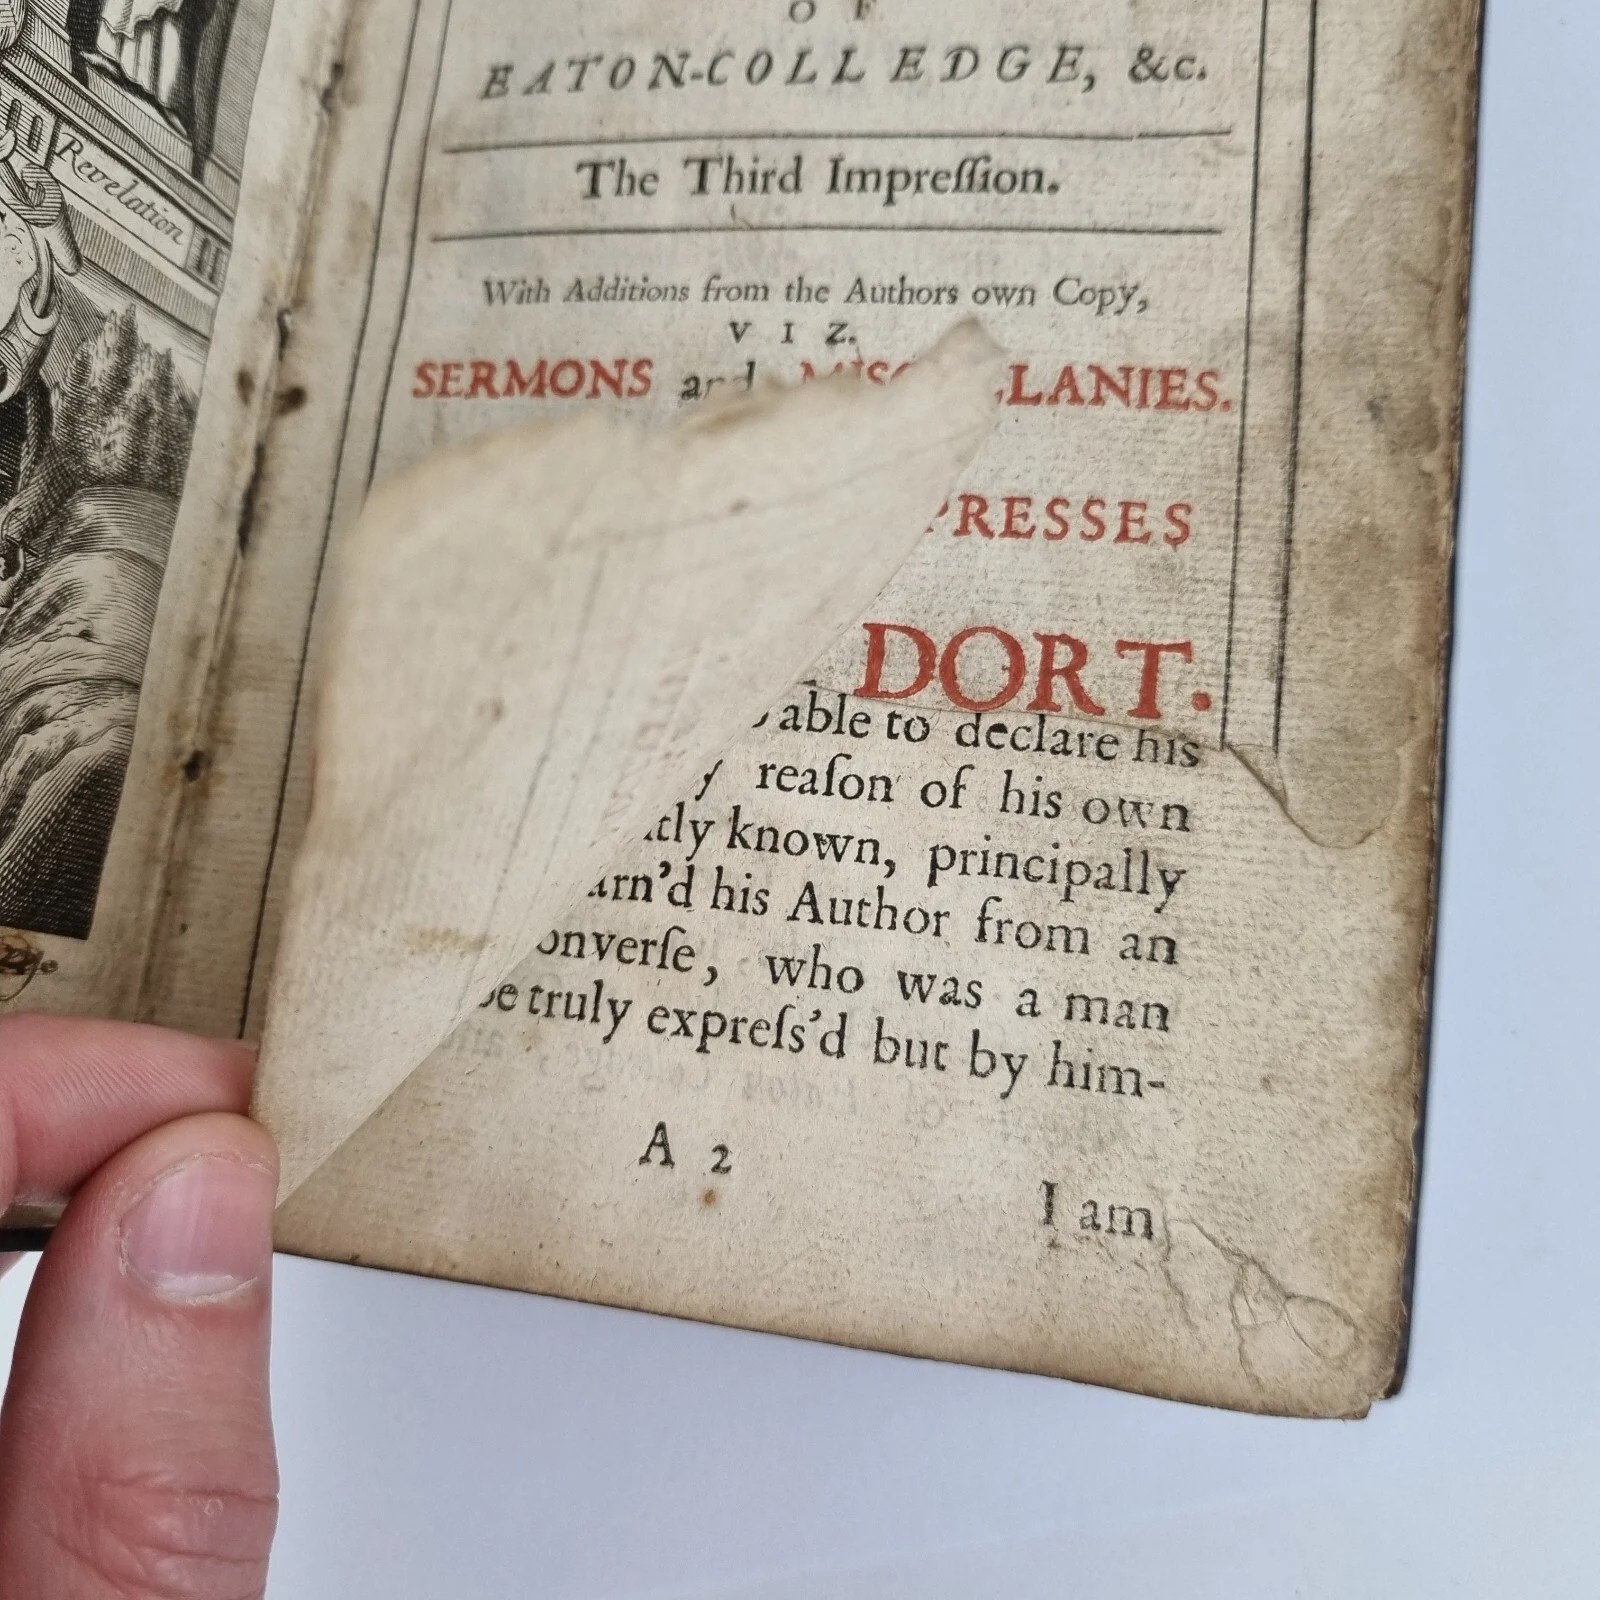 Revelation
OF
EATON-COLLEDGE, &c.
The Third Impreſſion.
With Additions from the Authors own Copy,
VIZ.
SERMONS and LANIES.
PRESSES
DORT.
able to declare his
reaſon of his own
known, principally
his Author from an
who was a man
truly expreſs'd but by him-
A 2
I am